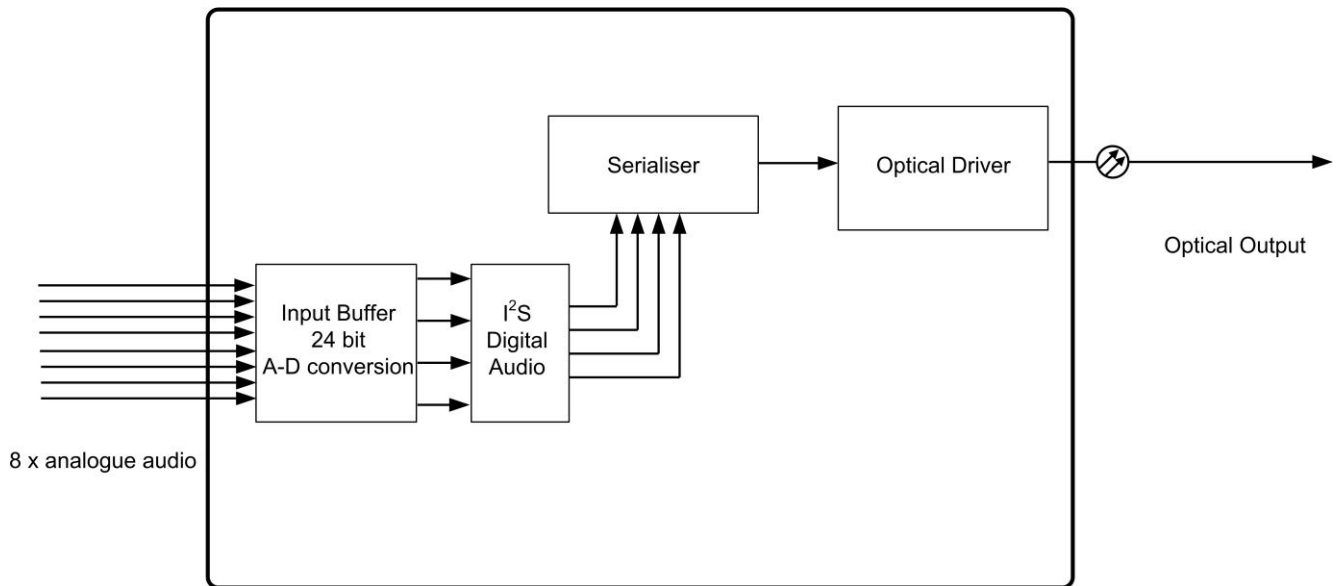 Serialiser
Optical Driver
Optical Output
Input Buffer
24 bit
A-D conversion
I²S
Digital
Audio
8 x analogue audio